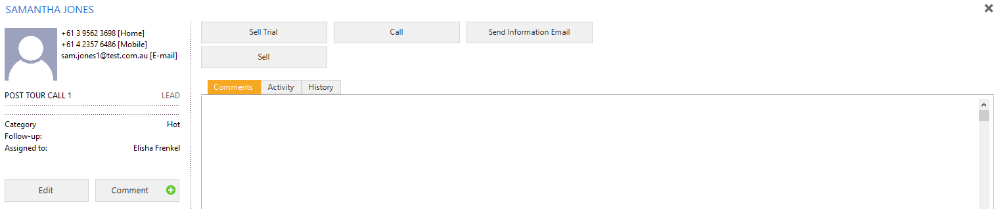 SAMANTHA JONES
+61 3 9562 3698 [Home]
+61 4 2357 6486 [Mobile]
sam.jones1@test.com.au [E-mail]
POST TOUR CALL 1 LEAD
Category Hot
Follow-up:
Assigned to: Elisha Frenkel
Edit Comment
Sell Trial Call Send Information Email
Sell
Comments Activity History